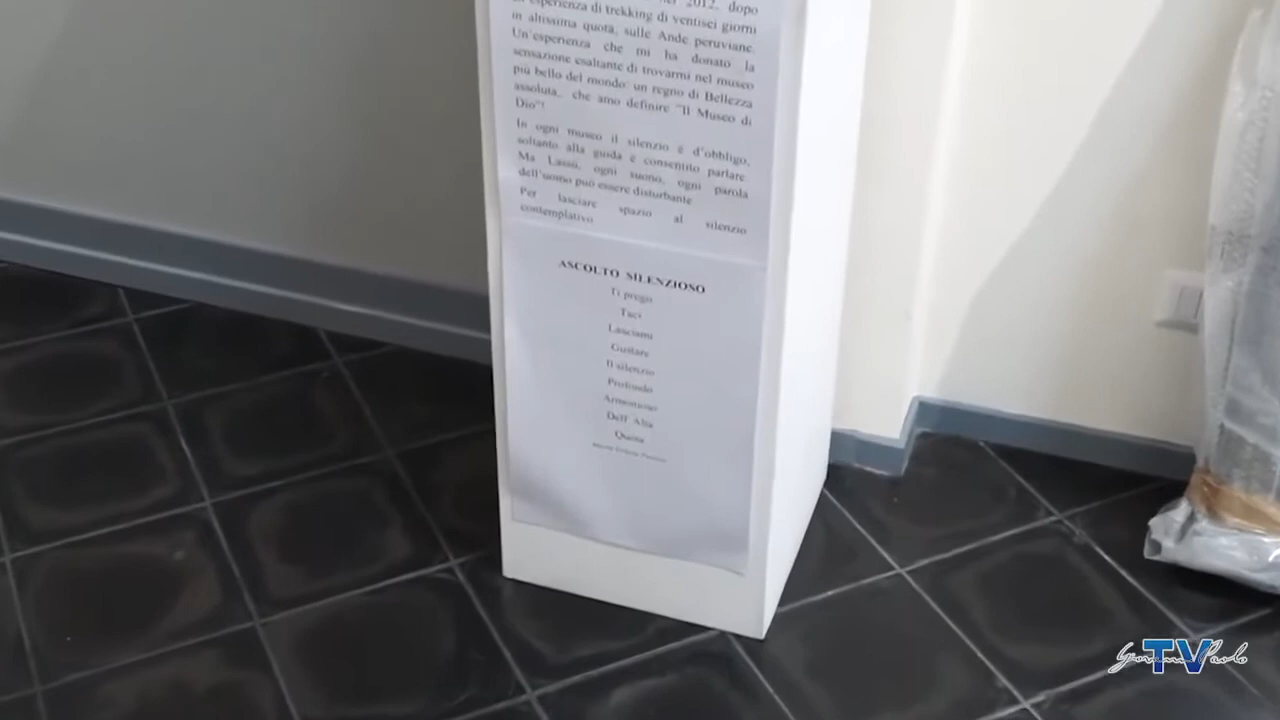 2012, dopo
esperienza di trekking di ventisei giorni
in altissima quota, sulle Ande peruviane.
Un'esperienza che mi ha donato la
sensazione esaltante di trovarmi nel museo
più bello del mondo: un regno di Bellezza
assoluta, che amo definire "Il Museo di
Dio"!
In ogni museo il silenzio è d'obbligo,
soltanto alla guida è consentito parlare.
Ma Lassù, ogni suono, ogni parola
dell'uomo può essere disturbante
Per lasciare spazio al silenzio
contemplativo
ASCOLTO SILENZIOSO
Ti prego
Taci
Lasciami
Gustare
Il silenzio
Profondo
Armonioso
Dell' Alta
Quota
Giovanni Paolo
TV